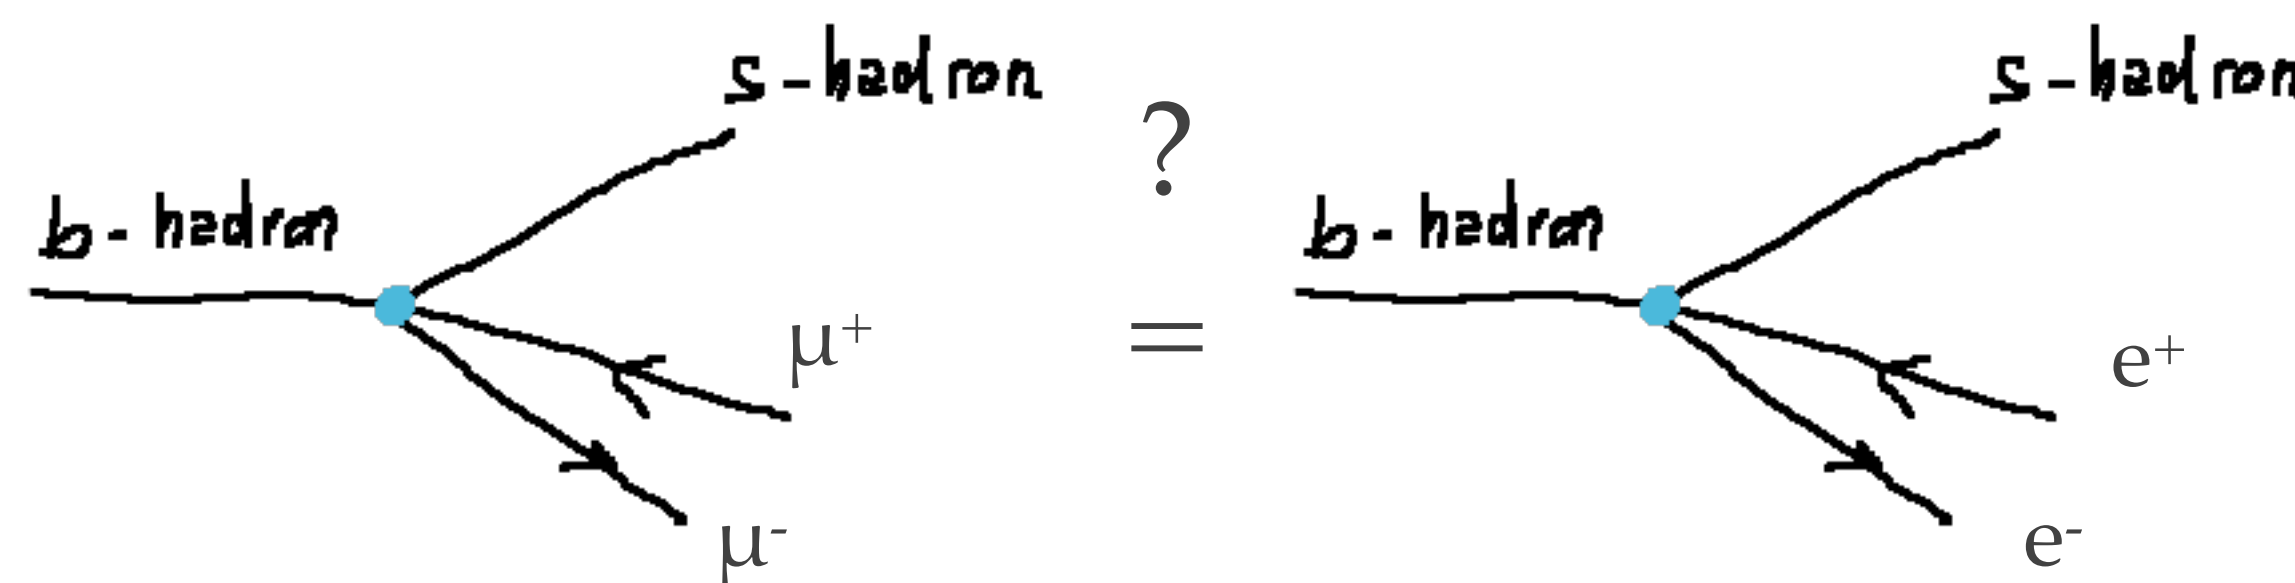 s-hadron
?
s-hadron
b-hadron
b-hadron
μ⁺
=
e⁺
μ⁻
e⁻